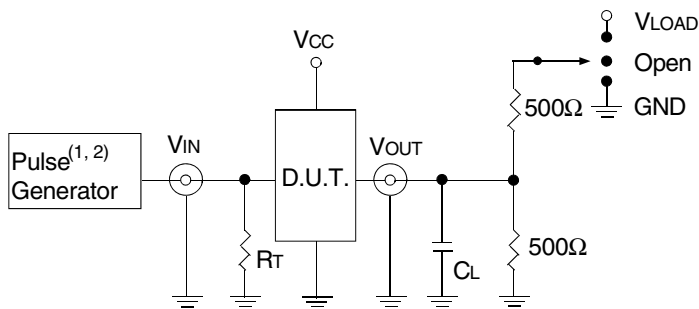 VLOAD
VCC
Open
500Ω
GND
VIN
VOUT
Pulse(1, 2)
Generator
D.U.T.
RT
CL
500Ω